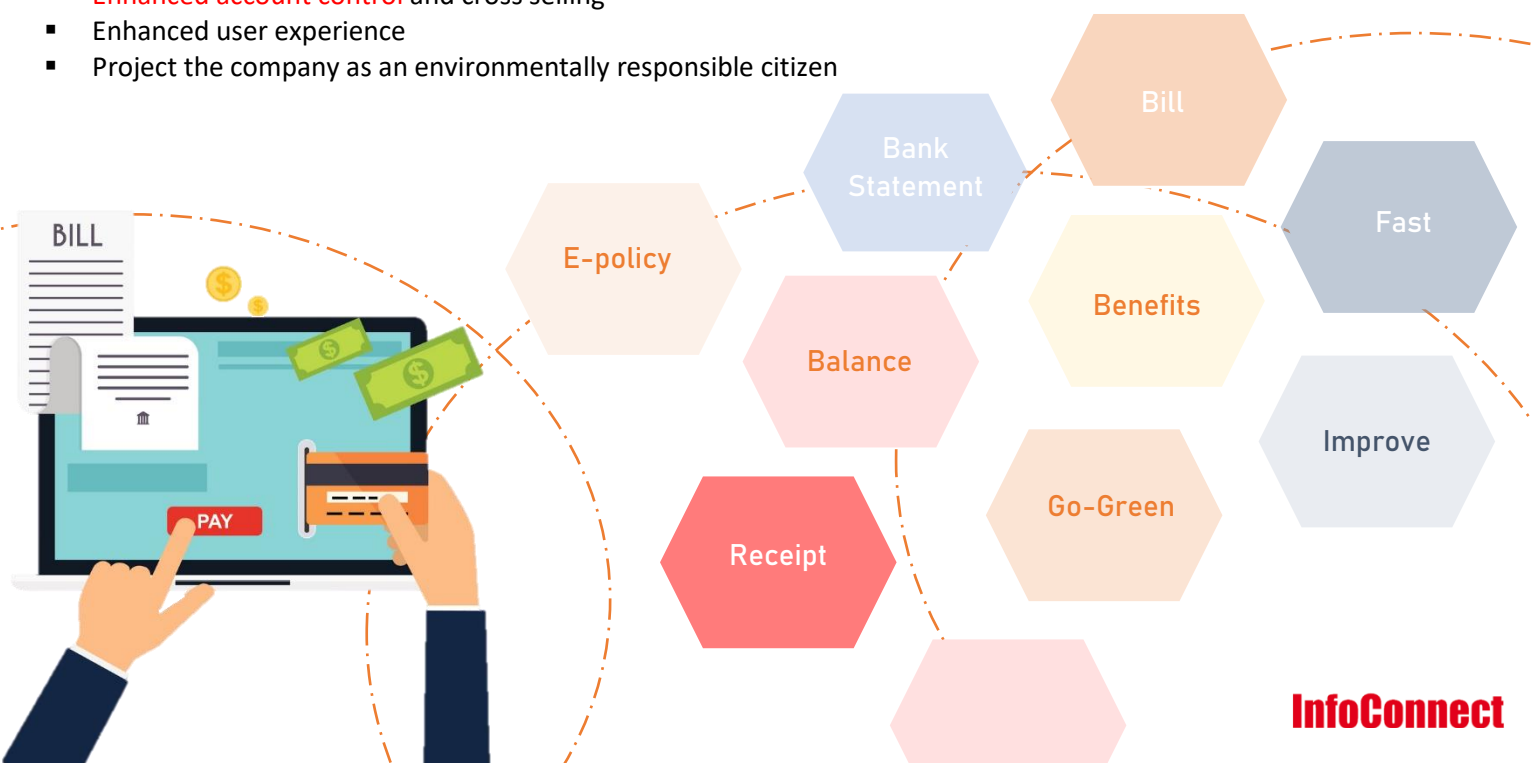 Enhanced account control and cross selling
▪ Enhanced user experience
▪ Project the company as an environmentally responsible citizen
Bill
Bank
Statement
Fast
E-policy
Benefits
Balance
Improve
Go-Green
Receipt
BILL
PAY
InfoConnect